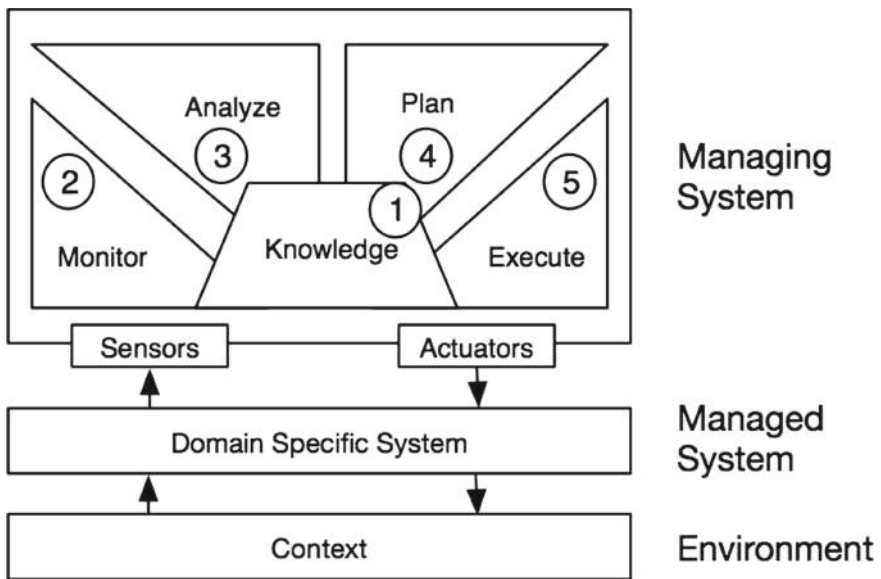 Analyze
Plan
3
4
2
5
1
Monitor
Knowledge
Execute
Managing
System
Sensors
Actuators
Domain Specific System
Managed
System
Context
Environment